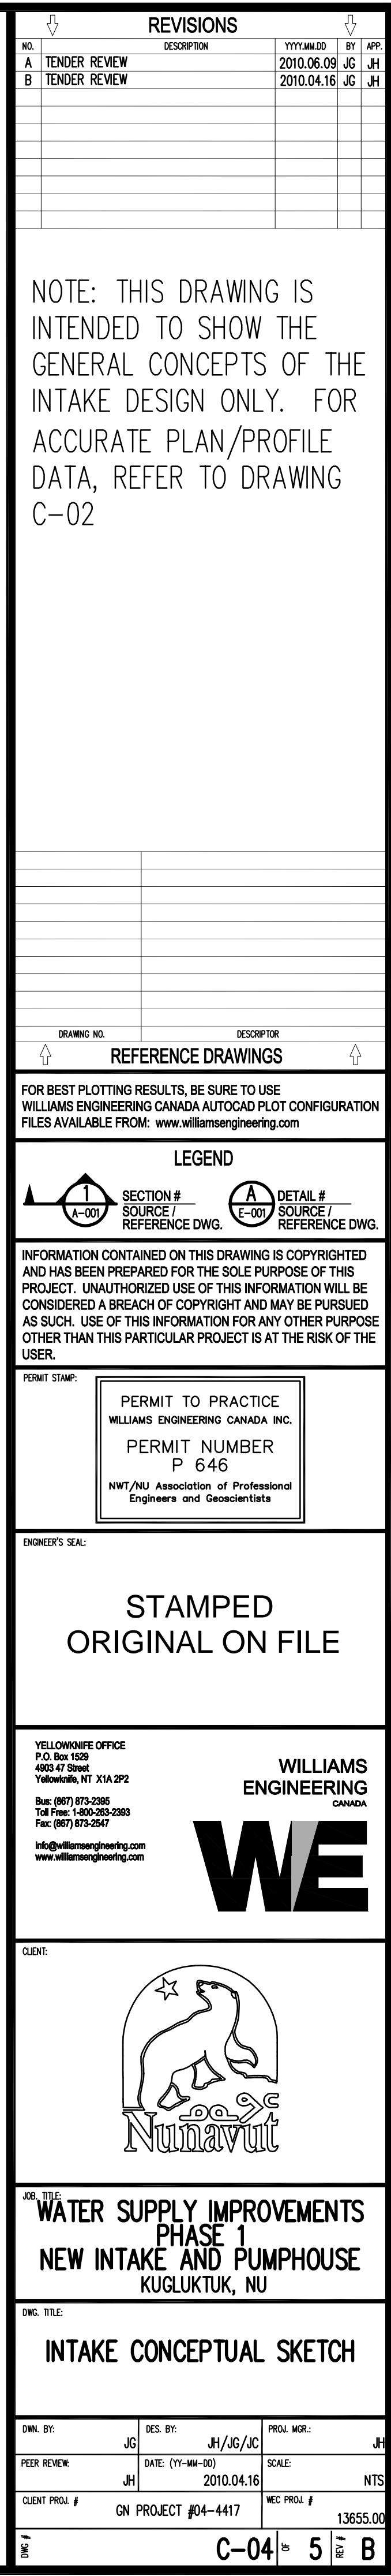 REVISIONS
NO. DESCRIPTION YYYY.MM.DD BY APP.
A TENDER REVIEW 2010.06.09 JG JH
B TENDER REVIEW 2010.04.16 JG JH
NOTE: THIS DRAWING IS
INTENDED TO SHOW THE
GENERAL CONCEPTS OF THE
INTAKE DESIGN ONLY. FOR
ACCURATE PLAN/PROFILE
DATA, REFER TO DRAWING
C-02
DRAWING NO. DESCRIPTOR
REFERENCE DRAWINGS
FOR BEST PLOTTING RESULTS, BE SURE TO USE
WILLIAMS ENGINEERING CANADA AUTOCAD PLOT CONFIGURATION
FILES AVAILABLE FROM: www.williamsengineering.com
LEGEND
1 SECTION # A DETAIL #
A-001 SOURCE / E-001 SOURCE /
REFERENCE DWG. REFERENCE DWG.
INFORMATION CONTAINED ON THIS DRAWING IS COPYRIGHTED
AND HAS BEEN PREPARED FOR THE SOLE PURPOSE OF THIS
PROJECT. UNAUTHORIZED USE OF THIS INFORMATION WILL BE
CONSIDERED A BREACH OF COPYRIGHT AND MAY BE PURSUED
AS SUCH. USE OF THIS INFORMATION FOR ANY OTHER PURPOSE
OTHER THAN THIS PARTICULAR PROJECT IS AT THE RISK OF THE
USER.
PERMIT STAMP:
PERMIT TO PRACTICE
WILLIAMS ENGINEERING CANADA INC.
PERMIT NUMBER
P 646
NWT/NU Association of Professional
Engineers and Geoscientists
ENGINEER'S SEAL:
STAMPED
ORIGINAL ON FILE
YELLOWKNIFE OFFICE
P.O. Box 1529
4903 47 Street
Yellowknife, NT X1A 2P2
Bus: (867) 873-2395
Toll Free: 1-800-263-2393
Fax: (867) 873-2547
info@williamsengineering.com
www.williamsengineering.com
WILLIAMS
ENGINEERING
CANADA
WE
CLIENT:
ᓄᓇᕗᑦ
Nunavut
JOB. TITLE:
WATER SUPPLY IMPROVEMENTS
PHASE 1
NEW INTAKE AND PUMPHOUSE
KUGLUKTUK, NU
DWG. TITLE:
INTAKE CONCEPTUAL SKETCH
DWN. BY: DES. BY: PROJ. MGR.:
JG JH/JG/JC JH
PEER REVIEW: DATE: (YY-MM-DD) SCALE:
JH 2010.04.16 NTS
CLIENT PROJ. # WEC PROJ. #
GN PROJECT #04-4417 13655.00
DWG # C-04 OF 5 REV # B